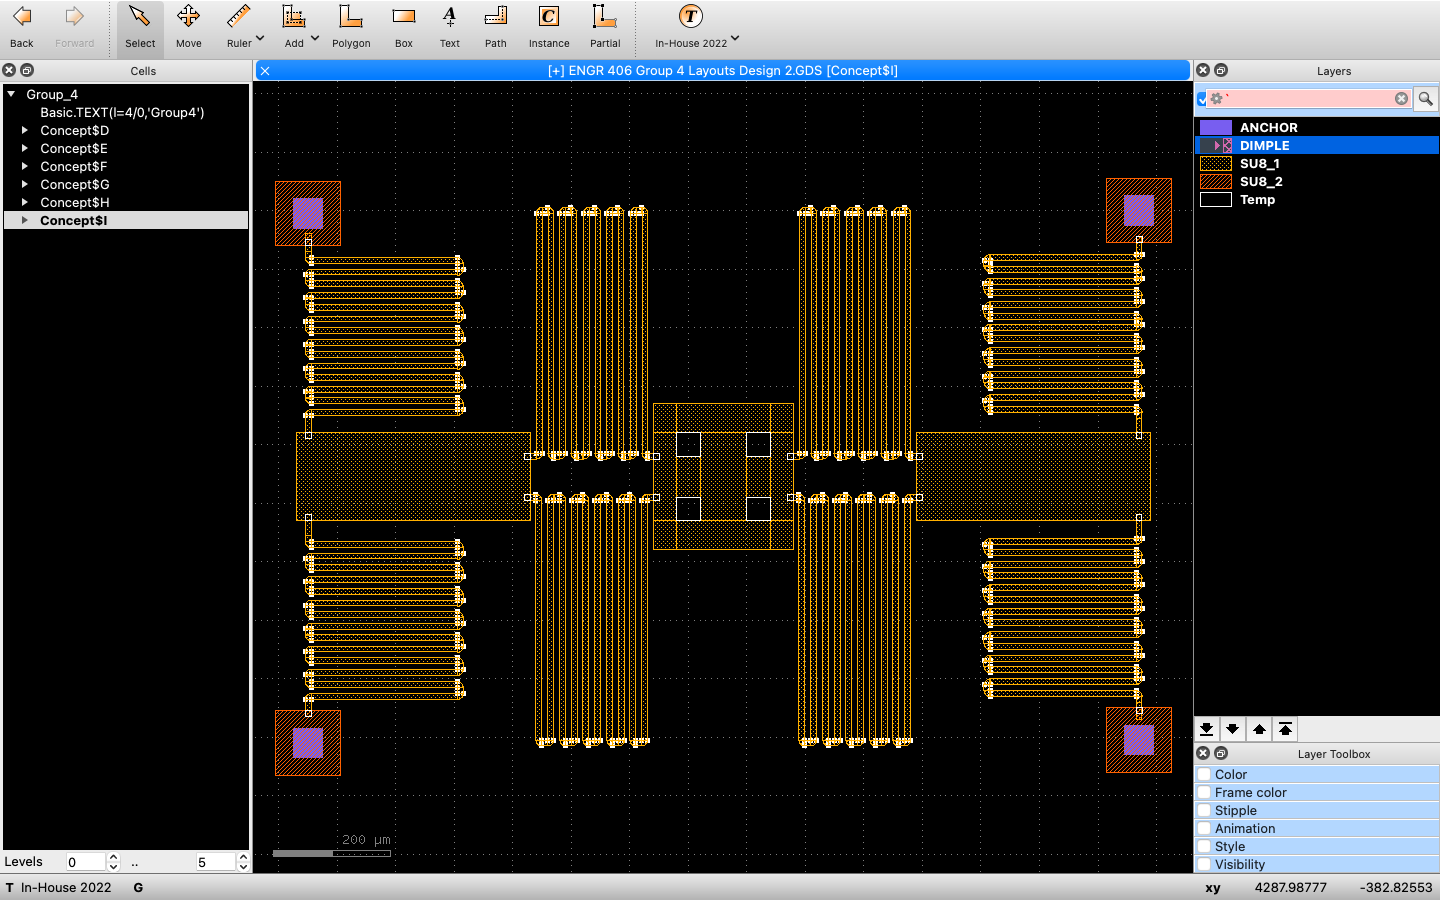 Back
Forward
Select
Move
Ruler
Add
Polygon
Box
Text
Path
Instance
Partial
In-House 2022
Cells
[+] ENGR 406 Group 4 Layouts Design 2.GDS [Concept$I]
Layers
Group_4
Basic.TEXT(l=4/0,'Group4')
Concept$D
Concept$E
Concept$F
Concept$G
Concept$H
Concept$I
ANCHOR
DIMPLE
SU8_1
SU8_2
Temp
200 µm
Layer Toolbox
Color
Frame color
Stipple
Animation
Style
Visibility
Levels 0 .. 5
T In-House 2022 G xy 4287.98777 -382.82553